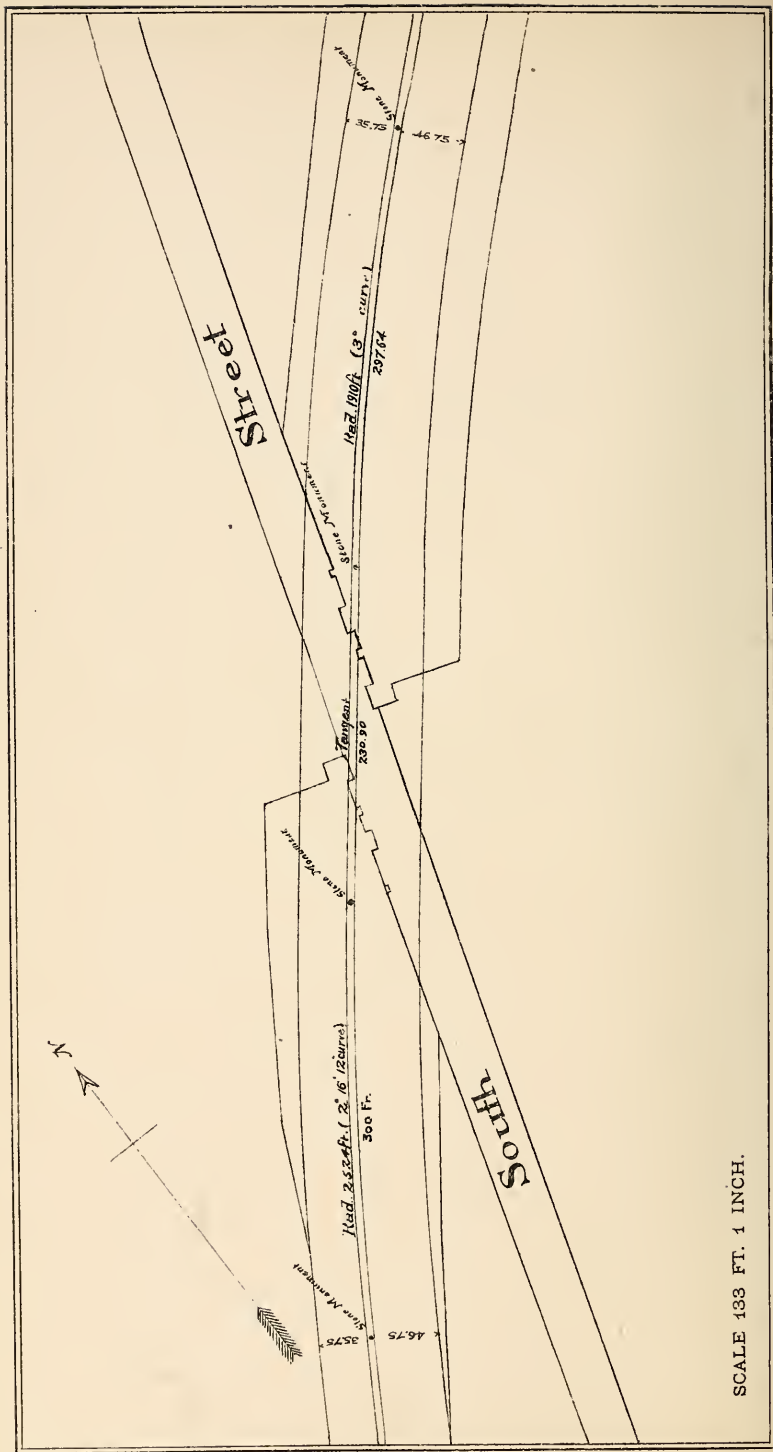 N
South
Street
Stone Monument
35.75
46.75
Rad. 2524 ft. (2° 16' 12" curve)
300 FT.
Stone Monument
Tangent
230.90
Stone Monument
Rad. 1910 ft (3° curve)
297.64
Stone Monument
35.75
46.75
SCALE 133 FT. 1 INCH.